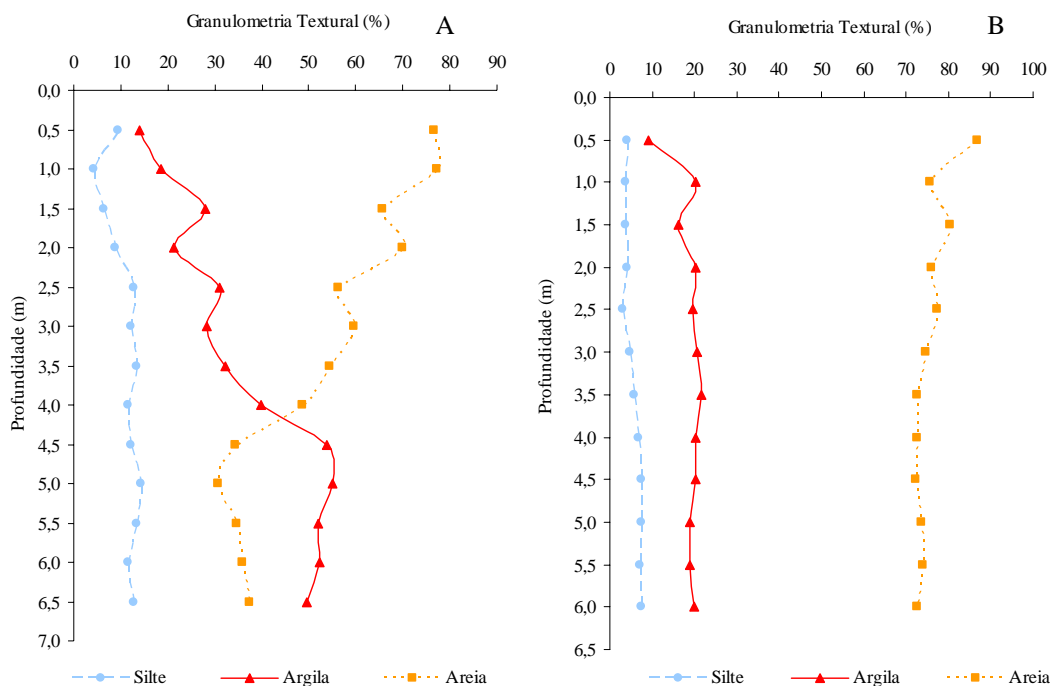 Granulometria Textural (%)
A
0 10 20 30 40 50 60 70 80 90
0,0
0,5
1,0
1,5
2,0
2,5
3,0
3,5
4,0
4,5
5,0
5,5
6,0
6,5
7,0
Profundidade (m)
Silte Argila Areia
Granulometria Textural (%)
B
0 10 20 30 40 50 60 70 80 90 100
0,0
0,5
1,0
1,5
2,0
2,5
3,0
3,5
4,0
4,5
5,0
5,5
6,0
6,5
Profundidade (m)
Silte Argila Areia